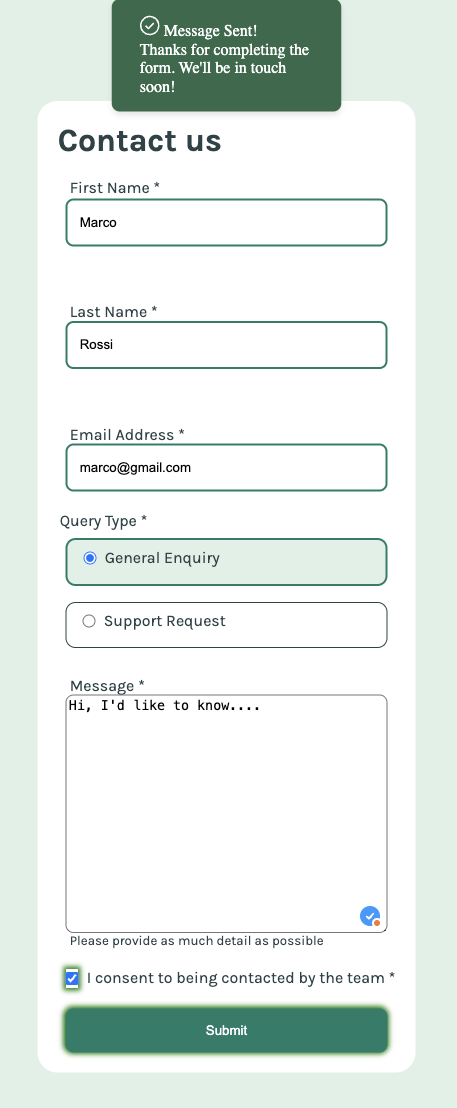 Message Sent!
Thanks for completing the
form. We'll be in touch
soon!
Contact us
First Name *
Marco
Last Name *
Rossi
Email Address *
marco@gmail.com
Query Type *
General Enquiry
Support Request
Message *
Hi, I'd like to know....
Please provide as much detail as possible
I consent to being contacted by the team *
Submit